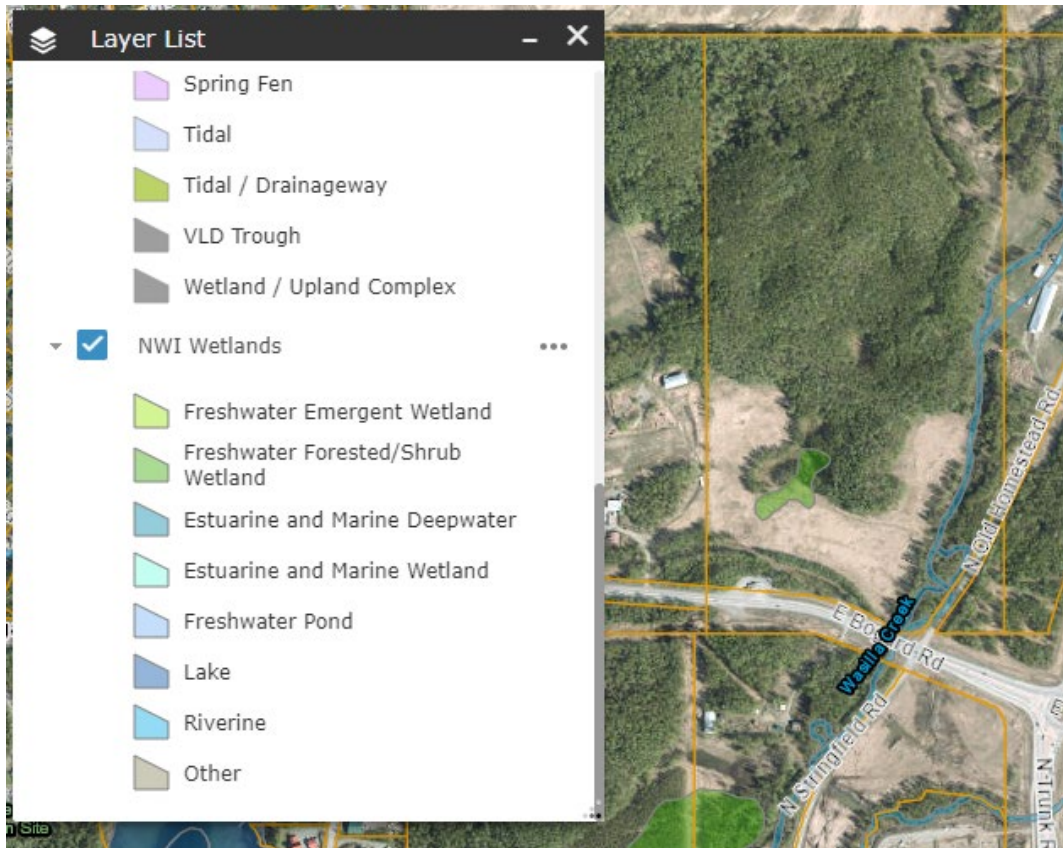 Layer List
Spring Fen
Tidal
Tidal / Drainageway
VLD Trough
Wetland / Upland Complex
NWI Wetlands
Freshwater Emergent Wetland
Freshwater Forested/Shrub
Wetland
Estuarine and Marine Deepwater
Estuarine and Marine Wetland
Freshwater Pond
Lake
Riverine
Other
N Old Homestead Rd
E Bogard Rd
Wasilla Creek
N Stringfield Rd
E
N Trunk R
Site